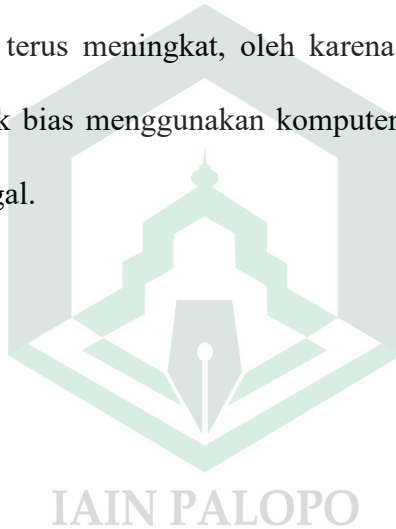 terus meningkat, oleh karena
k bias menggunakan komputer
gal.
IAIN PALOPO